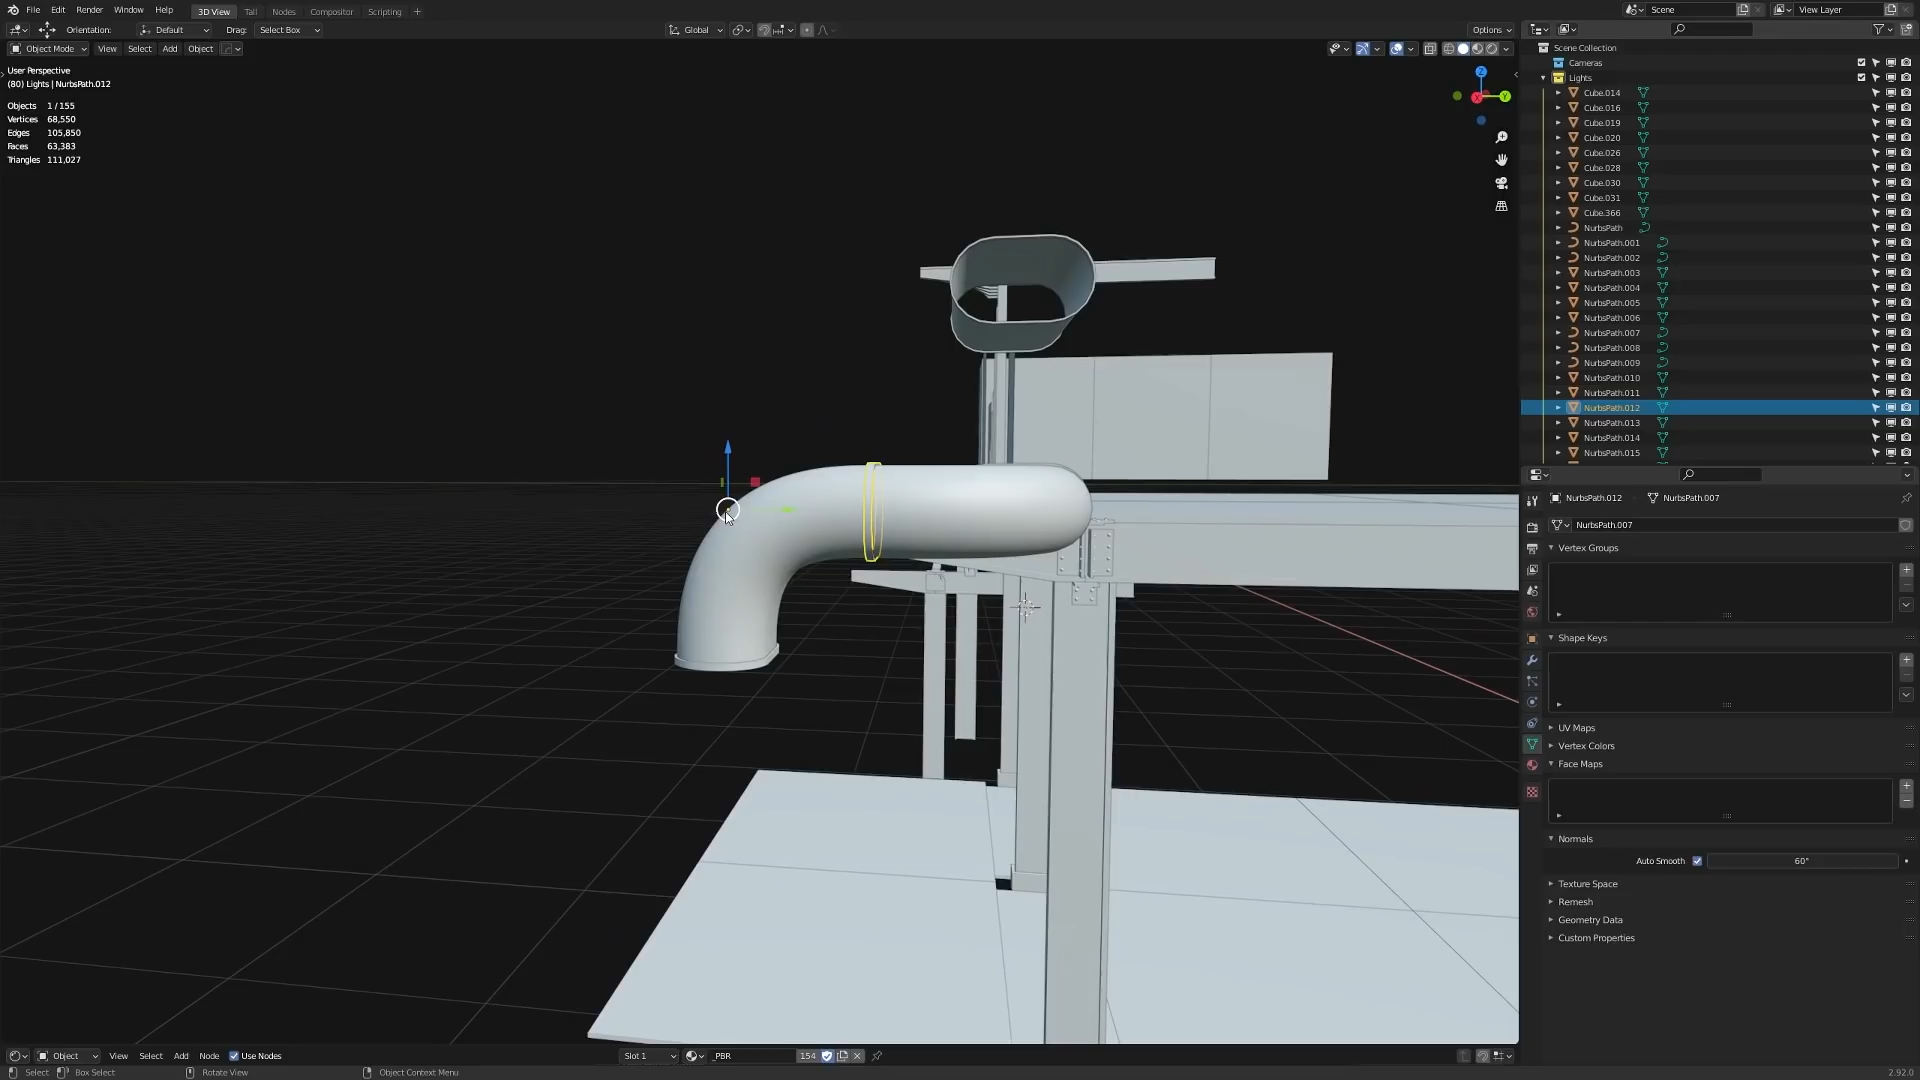 File Edit Render Window Help 3D View Tall Nodes Compositor Scripting + Scene View Layer
Orientation: Default Drag: Select Box Global Options
Object Mode View Select Add Object
User Perspective
(80) Lights | NurbsPath.012
Objects 1 / 155
Vertices 68,550
Edges 105,850
Faces 63,383
Triangles 111,027
Z
Y
X
Scene Collection
Cameras
Lights
Cube.014
Cube.016
Cube.019
Cube.020
Cube.026
Cube.028
Cube.030
Cube.031
Cube.366
NurbsPath
NurbsPath.001
NurbsPath.002
NurbsPath.003
NurbsPath.004
NurbsPath.005
NurbsPath.006
NurbsPath.007
NurbsPath.008
NurbsPath.009
NurbsPath.010
NurbsPath.011
NurbsPath.012
NurbsPath.013
NurbsPath.014
NurbsPath.015
NurbsPath.012 NurbsPath.007
NurbsPath.007
Vertex Groups
Shape Keys
UV Maps
Vertex Colors
Face Maps
Normals
Auto Smooth 60°
Texture Space
Remesh
Geometry Data
Custom Properties
Object View Select Add Node Use Nodes Slot 1 _PBR 154
Select Box Select Rotate View Object Context Menu 2.92.0